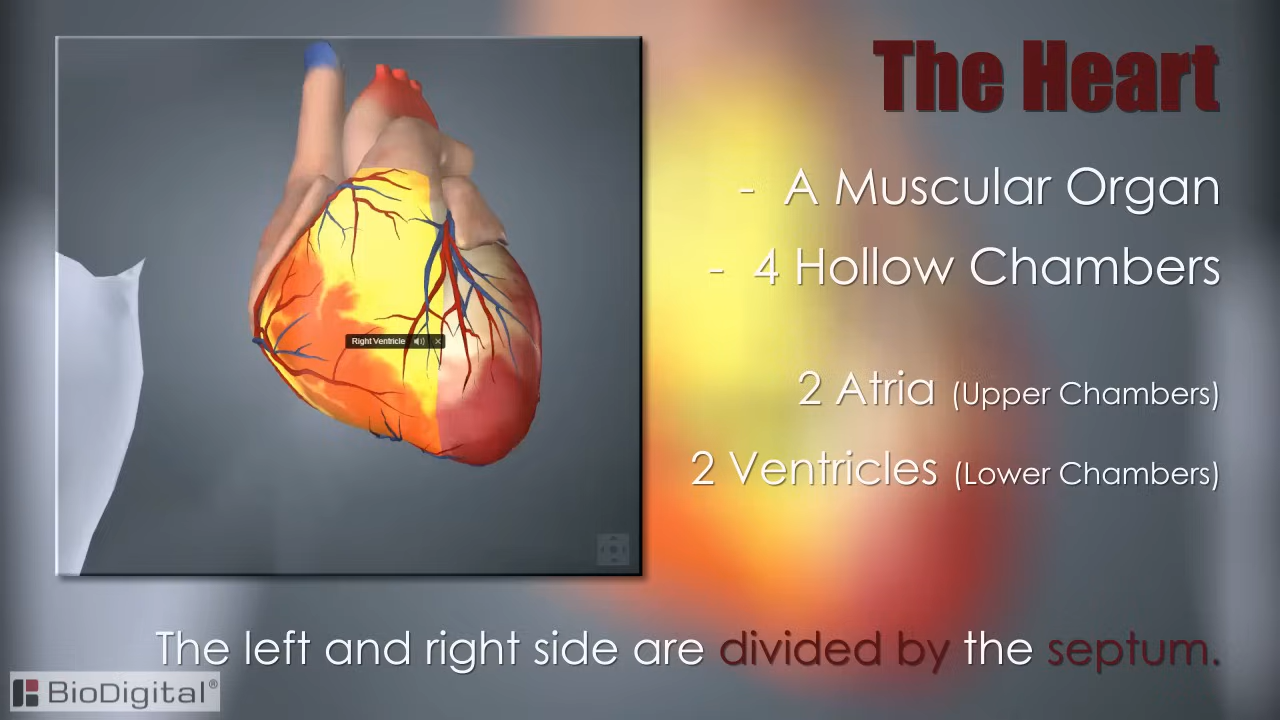 The Heart
- A Muscular Organ
- 4 Hollow Chambers
Right Ventricle
2 Atria (Upper Chambers)
2 Ventricles (Lower Chambers)
The left and right side are divided by the septum.
BioDigital®